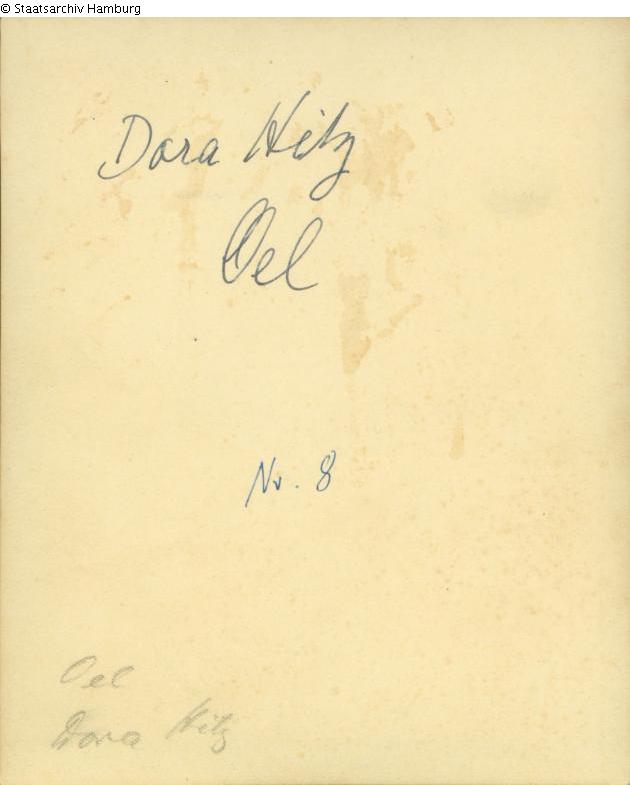 © Staatsarchiv Hamburg
Dora Hitz
Oel
Nr. 8
Oel
Dora Hitz